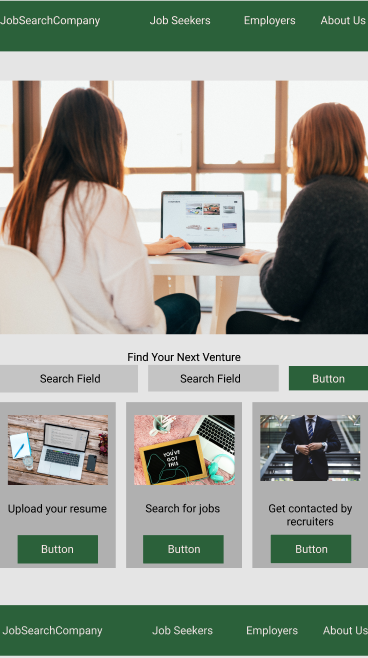 JobSearchCompany Job Seekers Employers About Us
Find Your Next Venture
Search Field Search Field Button
YOU'VE
GOT
THIS
Upload your resume Search for jobs Get contacted by
recruiters
Button Button Button
JobSearchCompany Job Seekers Employers About Us